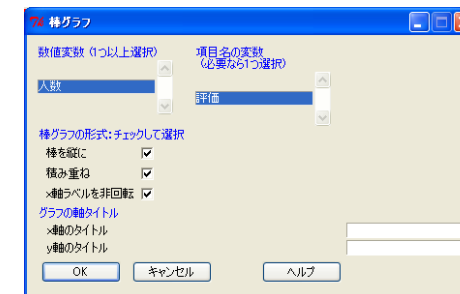 棒グラフ
数値変数 (1つ以上選択)
項目名の変数
(必要なら1つ選択)
人数
評価
棒グラフの形式:チェックして選択
棒を縦に
積み重ね
x軸ラベルを非回転
グラフの軸タイトル
x軸のタイトル
y軸のタイトル
OK キャンセル ヘルプ